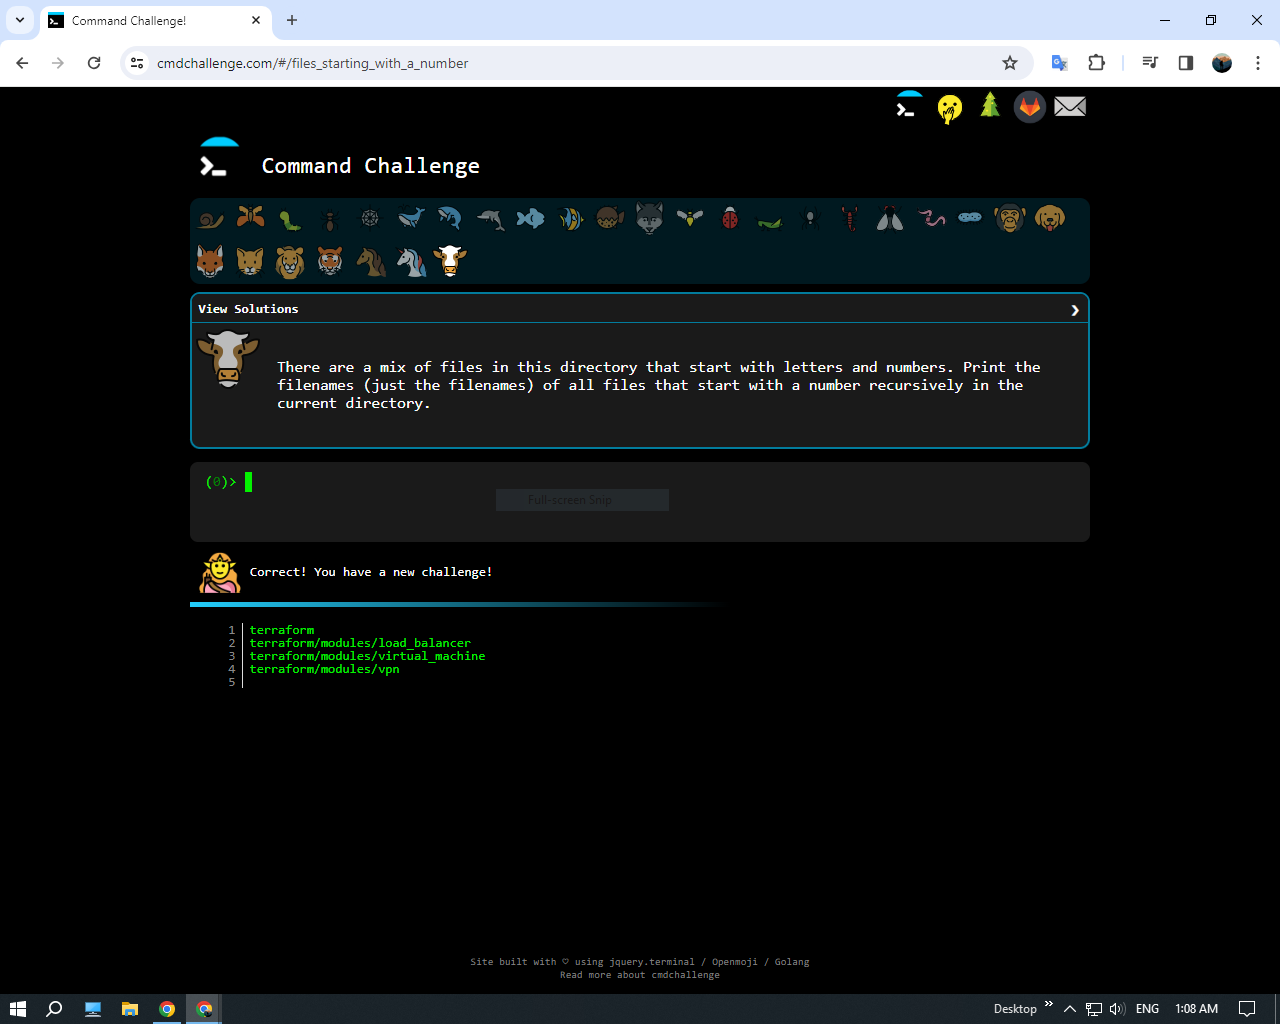 Command Challenge!
cmdchallenge.com/#/files_starting_with_a_number
Command Challenge
View Solutions
There are a mix of files in this directory that start with letters and numbers. Print the
filenames (just the filenames) of all files that start with a number recursively in the
current directory.
(0)>
Full-screen Snip
Correct! You have a new challenge!
1 terraform
2 terraform/modules/load_balancer
3 terraform/modules/virtual_machine
4 terraform/modules/vpn
5
Site built with ♡ using jquery.terminal / Openmoji / Golang
Read more about cmdchallenge
Desktop ENG 1:08 AM